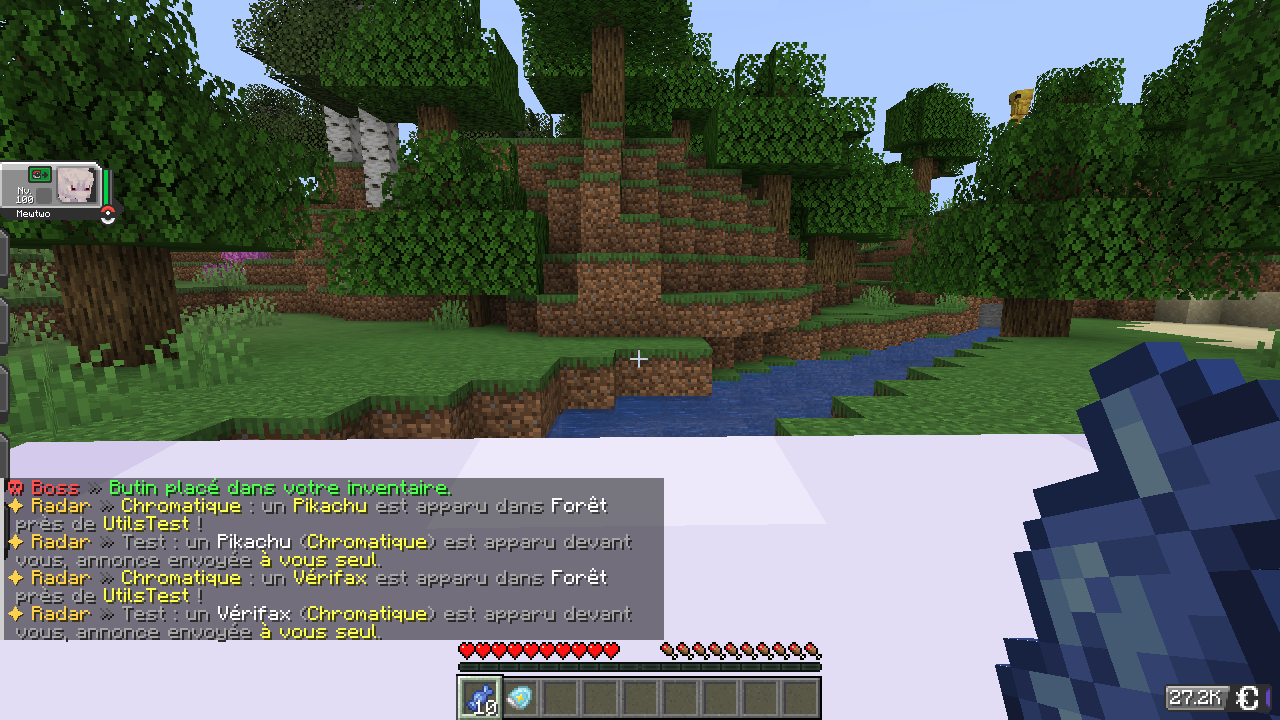 Nv.
100
Mewtwo
Boss » Butin placé dans votre inventaire.
Radar » Chromatique : un Pikachu est apparu dans Forêt
près de UtilsTest !
Radar » Test : un Pikachu (Chromatique) est apparu devant
vous, annonce envoyée à vous seul.
Radar » Chromatique : un Vérifax est apparu dans Forêt
près de UtilsTest !
Radar » Test : un Vérifax (Chromatique) est apparu devant
vous, annonce envoyée à vous seul.
10
27.2K €